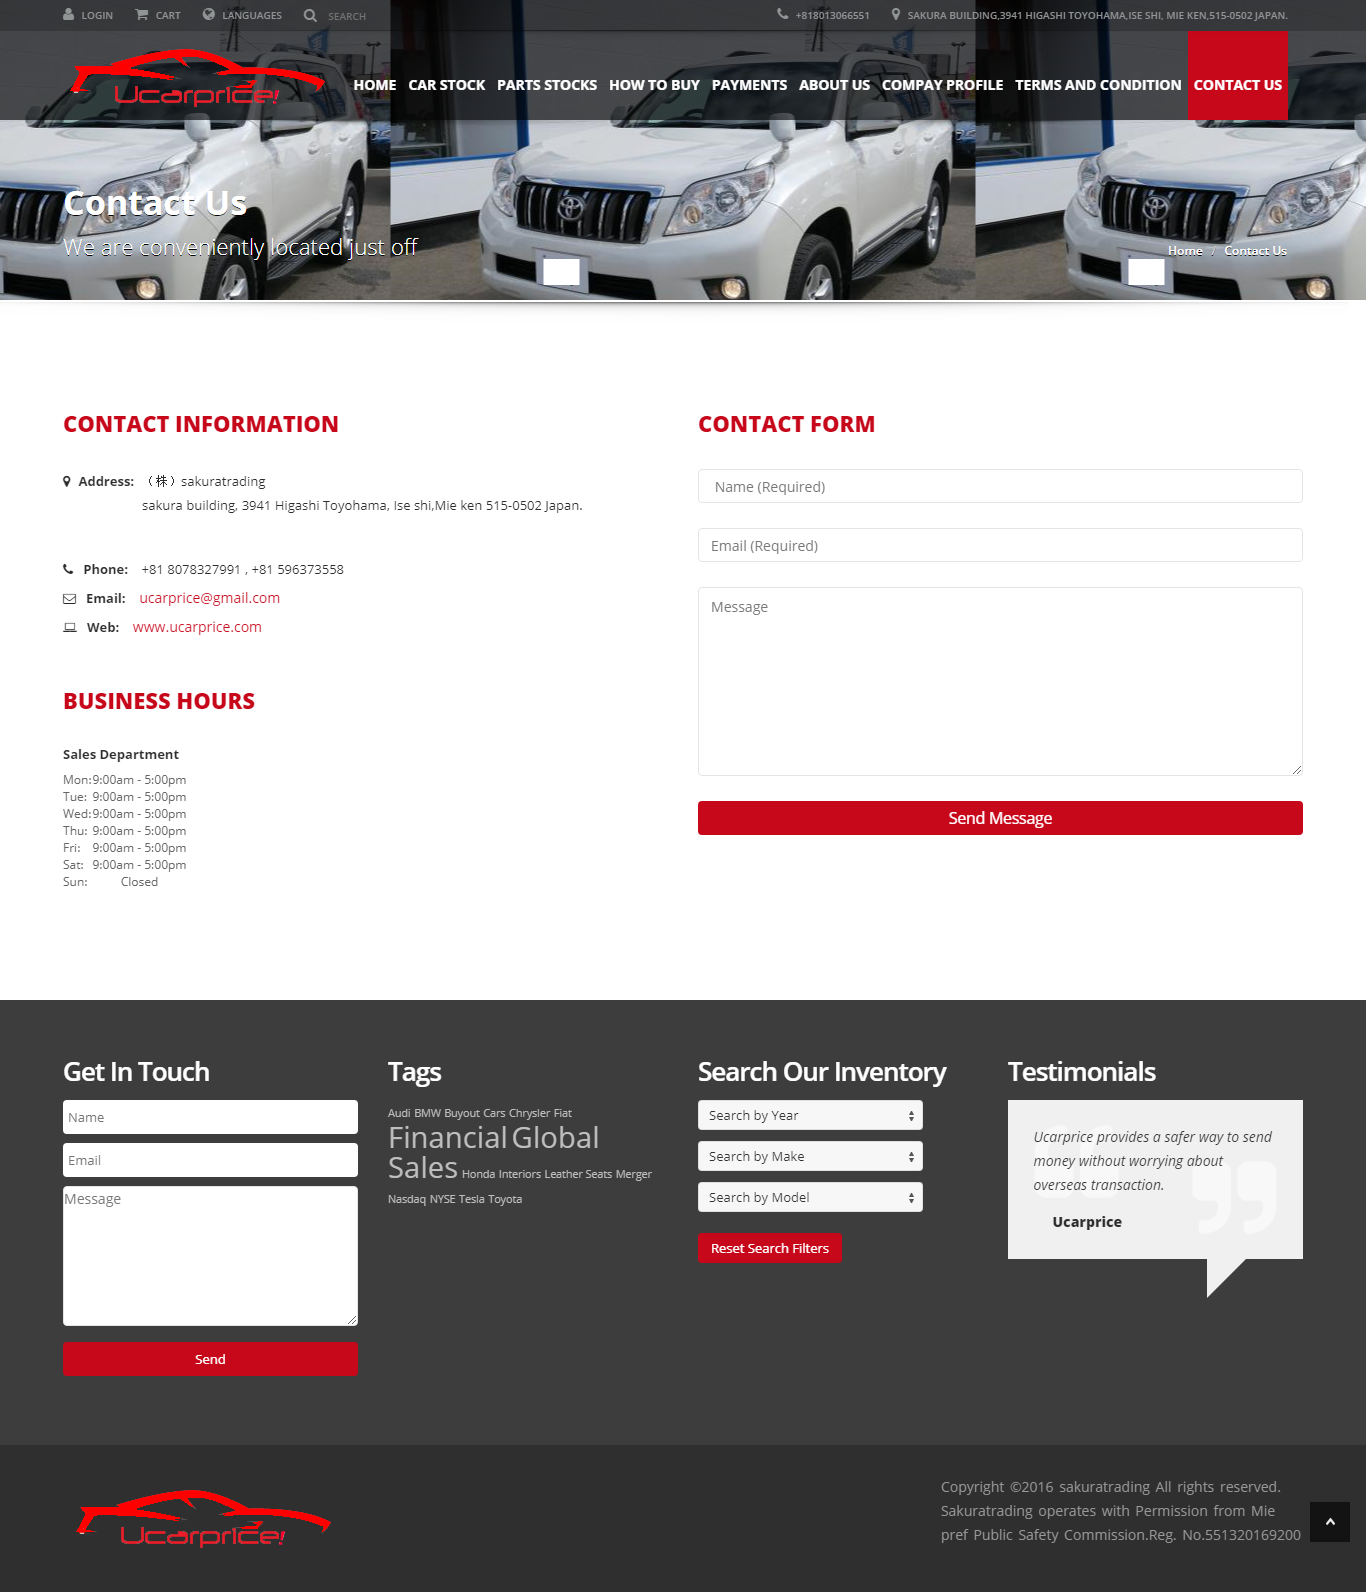 LOGIN CART LANGUAGES SEARCH +818013066551 SAKURA BUILDING,3941 HIGASHI TOYOHAMA,ISE SHI, MIE KEN,515-0502 JAPAN.
Ucarprice!
HOME CAR STOCK PARTS STOCKS HOW TO BUY PAYMENTS ABOUT US COMPAY PROFILE TERMS AND CONDITION CONTACT US
Contact Us
We are conveniently located just off
Home / Contact Us
CONTACT INFORMATION
Address: （株）sakuratrading
sakura building, 3941 Higashi Toyohama, Ise shi,Mie ken 515-0502 Japan.
Phone: +81 8078327991 , +81 596373558
Email: ucarprice@gmail.com
Web: www.ucarprice.com
BUSINESS HOURS
Sales Department
Mon:9:00am - 5:00pm
Tue: 9:00am - 5:00pm
Wed:9:00am - 5:00pm
Thu: 9:00am - 5:00pm
Fri: 9:00am - 5:00pm
Sat: 9:00am - 5:00pm
Sun: Closed
CONTACT FORM
Name (Required)
Email (Required)
Message
Send Message
Get In Touch
Name
Email
Message
Send
Tags
Audi BMW Buyout Cars Chrysler Fiat
Financial Global
Sales Honda Interiors Leather Seats Merger
Nasdaq NYSE Tesla Toyota
Search Our Inventory
Search by Year
Search by Make
Search by Model
Reset Search Filters
Testimonials
Ucarprice provides a safer way to send
money without worrying about
overseas transaction.
Ucarprice
Ucarprice!
Copyright ©2016 sakuratrading All rights reserved.
Sakuratrading operates with Permission from Mie
pref Public Safety Commission.Reg. No.551320169200